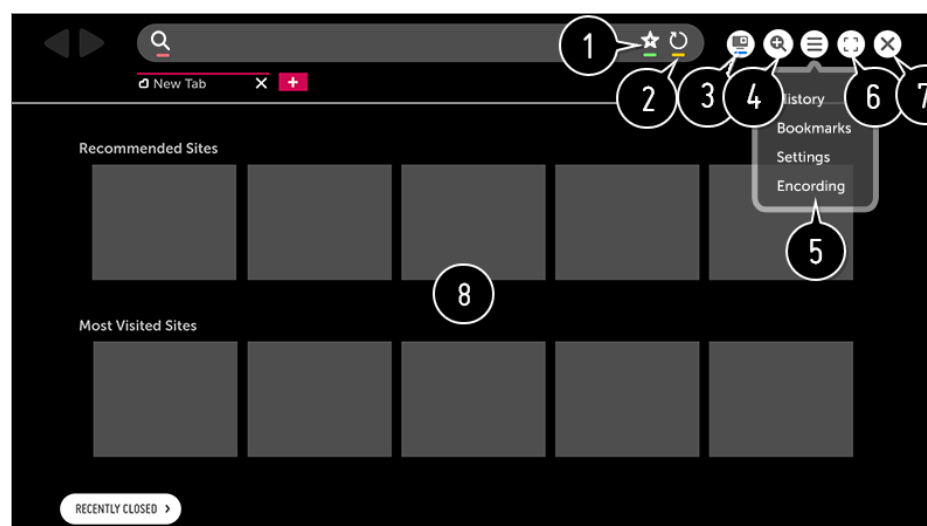 1
2
3
4
6
7
New Tab
History
Bookmarks
Settings
Encording
5
Recommended Sites
8
Most Visited Sites
RECENTLY CLOSED